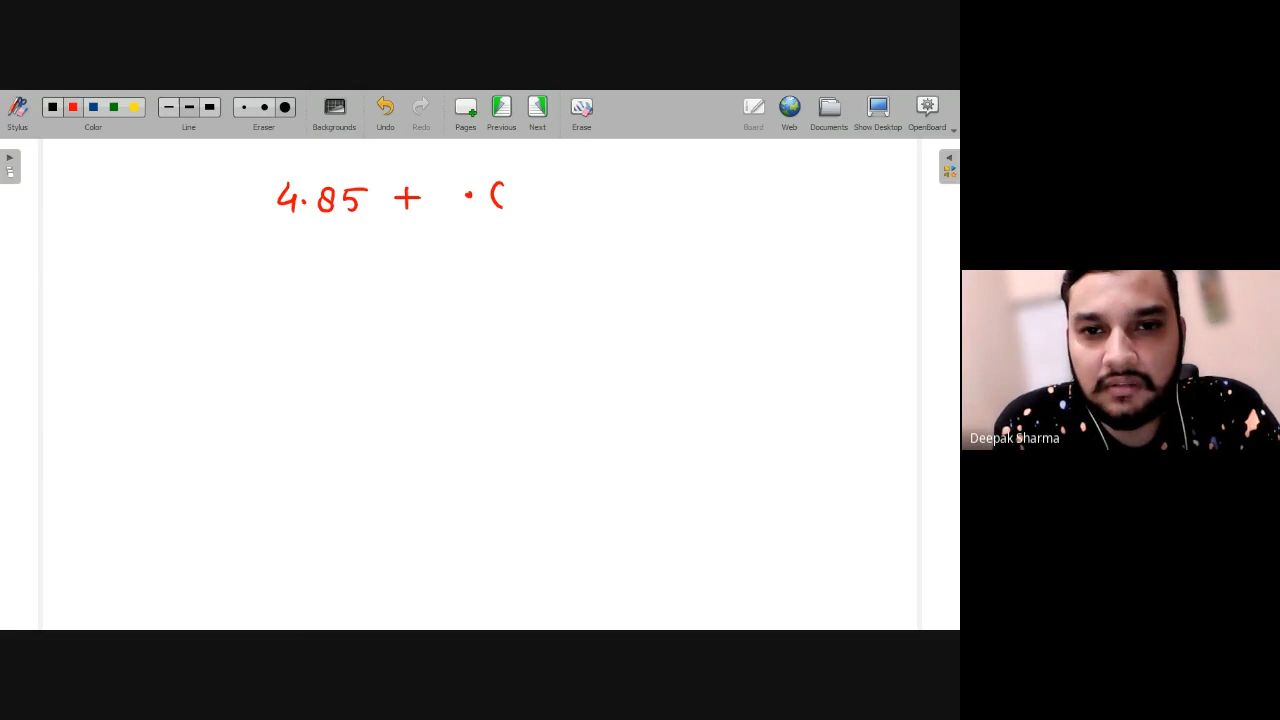 Stylus Color Line Eraser Backgrounds Undo Redo Pages Previous Next Erase Board Web Documents Show Desktop OpenBoard
4.85 + .
Deepak Sharma